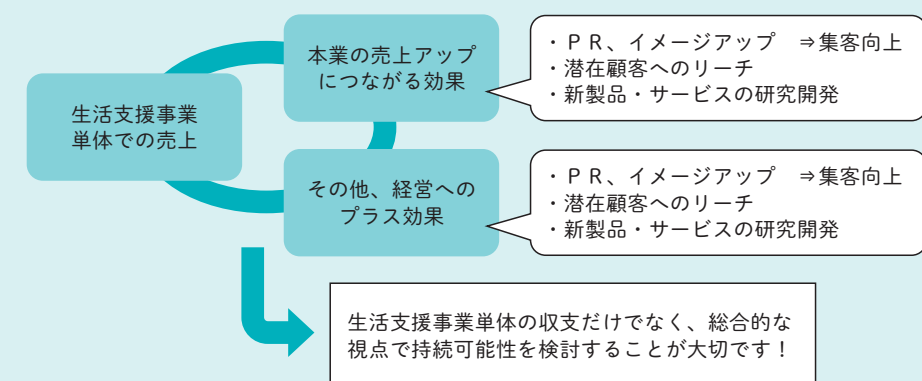 生活支援事業
単体での売上
本業の売上アップ
につながる効果
・ＰＲ、イメージアップ　⇒集客向上
・潜在顧客へのリーチ
・新製品・サービスの研究開発
その他、経営への
プラス効果
・ＰＲ、イメージアップ　⇒集客向上
・潜在顧客へのリーチ
・新製品・サービスの研究開発
生活支援事業単体の収支だけでなく、総合的な
視点で持続可能性を検討することが大切です！